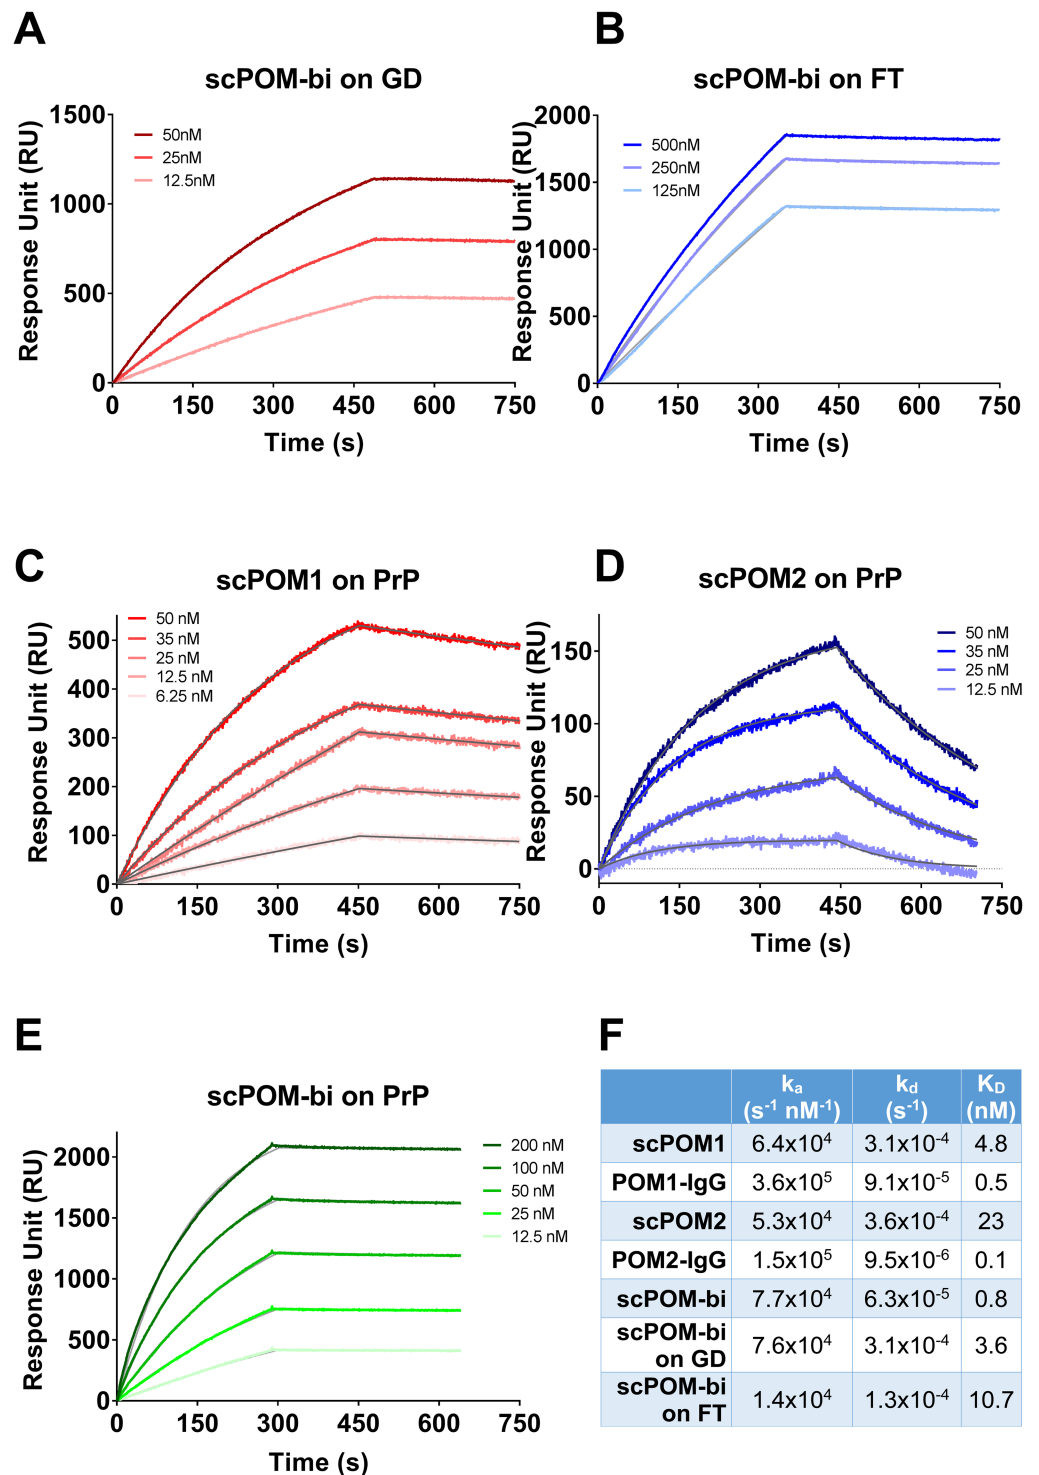 A
scPOM-bi on GD
Response Unit (RU)
1500
1000
500
0
50nM
25nM
12.5nM
0 150 300 450 600 750
Time (s)
B
scPOM-bi on FT
Response Unit (RU)
2000
1500
1000
500
0
500nM
250nM
125nM
0 150 300 450 600 750
Time (s)
C
scPOM1 on PrP
Response Unit (RU)
500
400
300
200
100
0
50 nM
35 nM
25 nM
12.5 nM
6.25 nM
0 150 300 450 600 750
Time (s)
D
scPOM2 on PrP
Response Unit (RU)
150
100
50
0
50 nM
35 nM
25 nM
12.5 nM
0 150 300 450 600 750
Time (s)
E
scPOM-bi on PrP
Response Unit (RU)
2000
1500
1000
500
0
200 nM
100 nM
50 nM
25 nM
12.5 nM
0 150 300 450 600 750
Time (s)
F
kₐ (s⁻¹ nM⁻¹) k_d (s⁻¹) K_D (nM)
scPOM1 6.4x10⁴ 3.1x10⁻⁴ 4.8
POM1-IgG 3.6x10⁵ 9.1x10⁻⁵ 0.5
scPOM2 5.3x10⁴ 3.6x10⁻⁴ 23
POM2-IgG 1.5x10⁵ 9.5x10⁻⁶ 0.1
scPOM-bi 7.7x10⁴ 6.3x10⁻⁵ 0.8
scPOM-bi on GD 7.6x10⁴ 3.1x10⁻⁴ 3.6
scPOM-bi on FT 1.4x10⁴ 1.3x10⁻⁴ 10.7